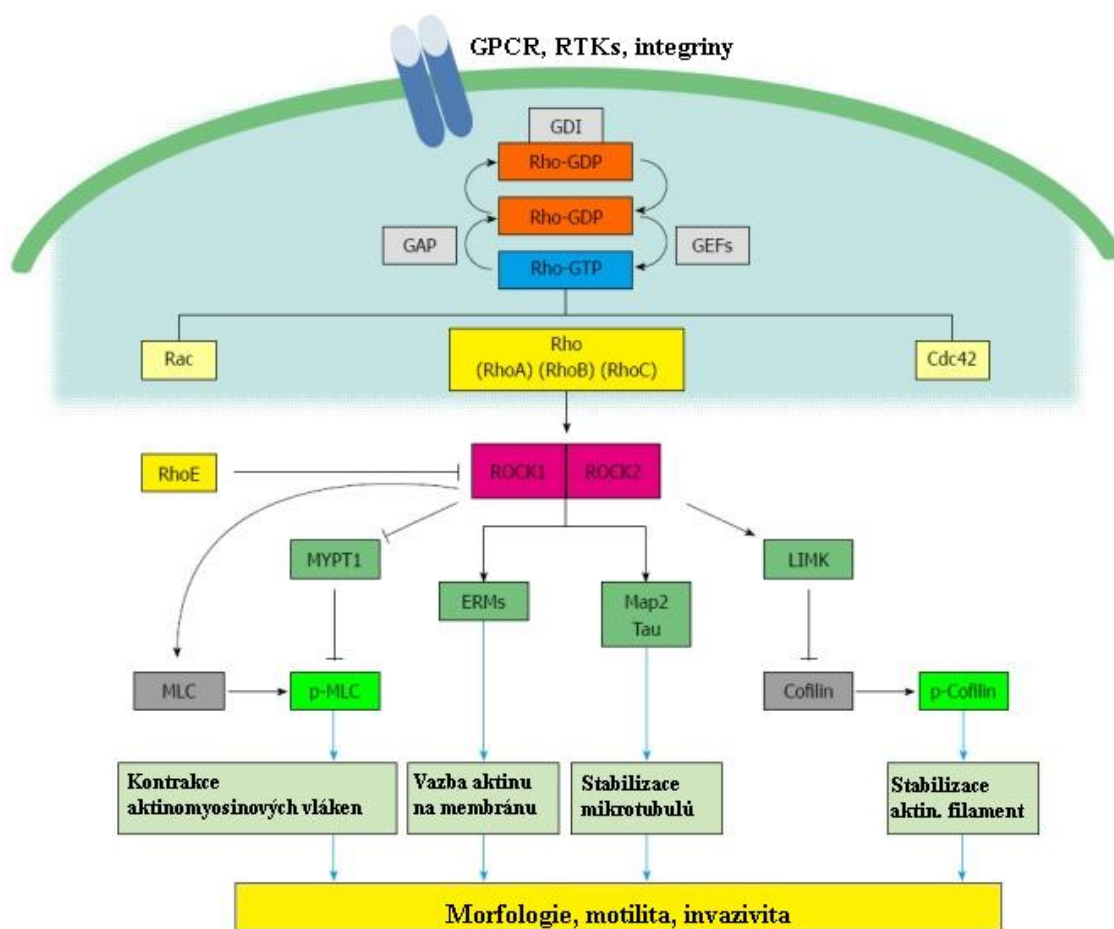 GPCR, RTKs, integriny
GDI
Rho-GDP
Rho-GDP
GAP
GEFs
Rho-GTP
Rac
Rho
(RhoA) (RhoB) (RhoC)
Cdc42
RhoE
ROCK1
ROCK2
MYPT1
LIMK
ERMs
Map2
Tau
MLC
p-MLC
Cofilin
p-Cofilin
Kontrakce
aktinomyosinových vláken
Vazba aktinu
na membránu
Stabilizace
mikrotubulů
Stabilizace
aktin. filament
Morfologie, motilita, invazivita